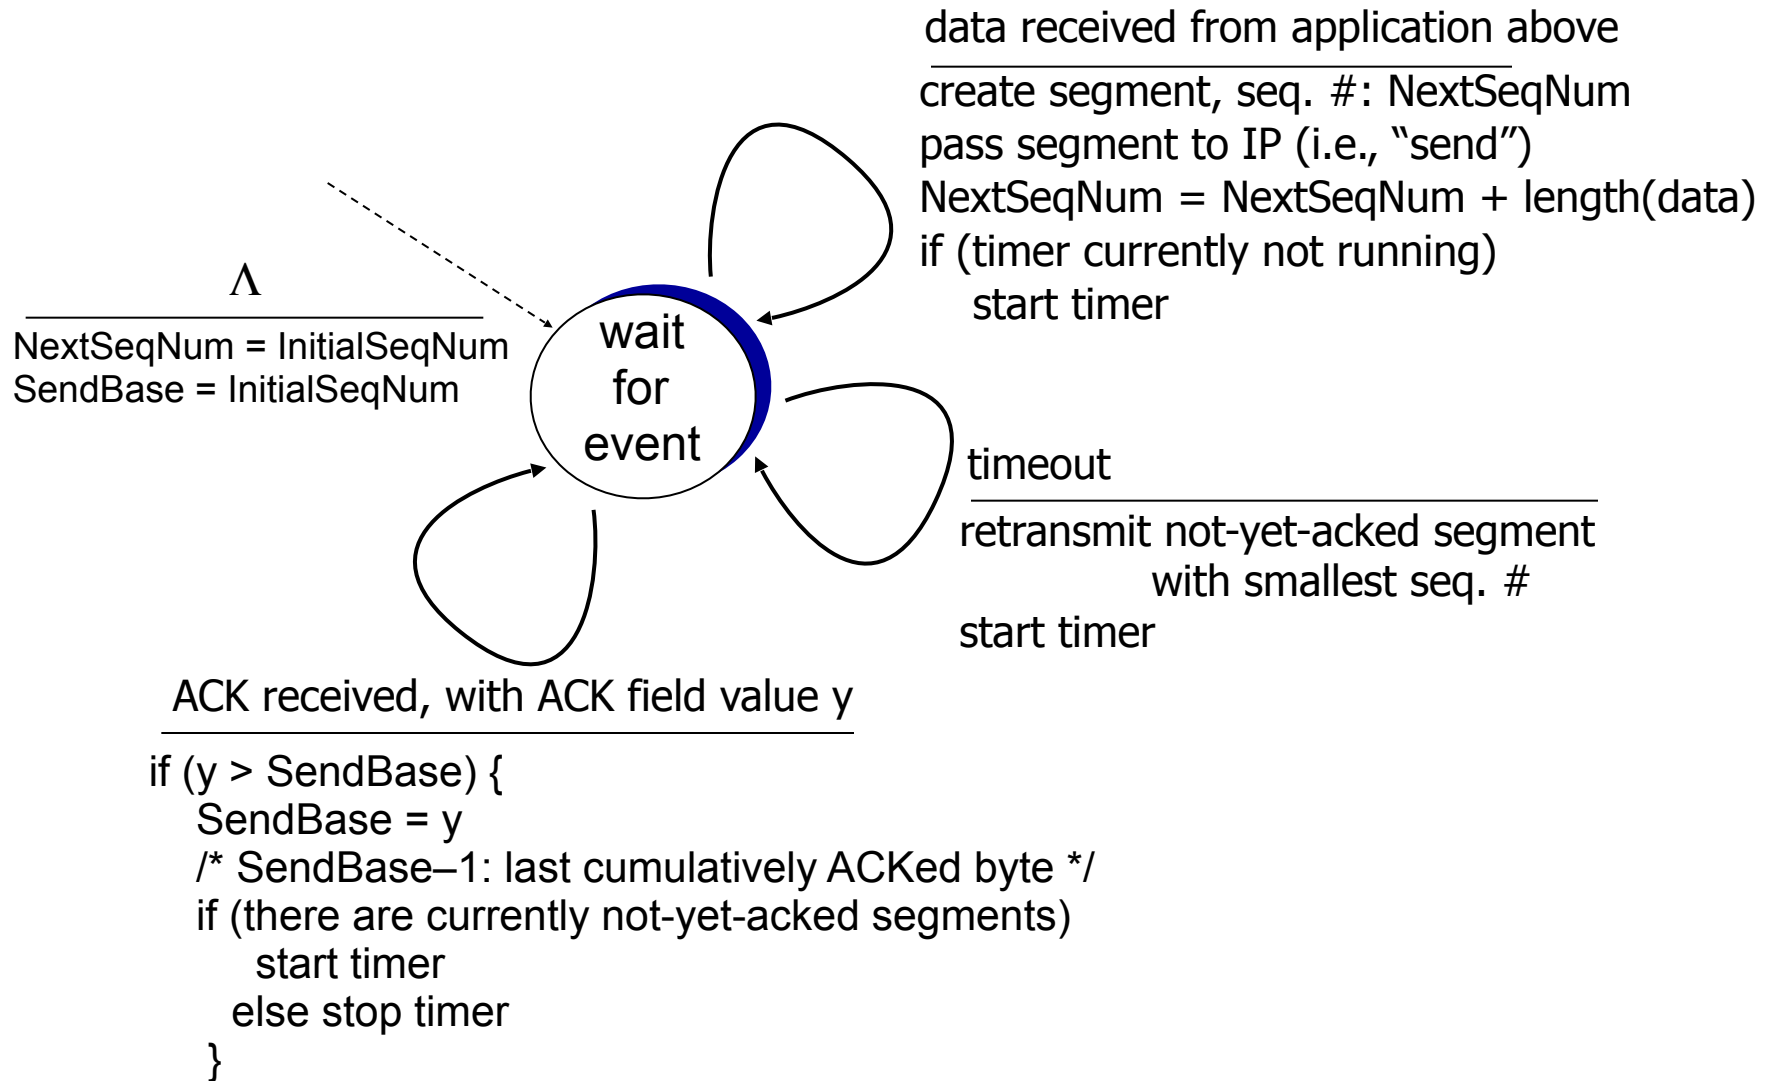 data received from application above
create segment, seq. #: NextSeqNum
pass segment to IP (i.e., “send”)
NextSeqNum = NextSeqNum + length(data)
if (timer currently not running)
start timer
Λ
NextSeqNum = InitialSeqNum
SendBase = InitialSeqNum
wait
for
event
timeout
retransmit not-yet-acked segment
with smallest seq. #
start timer
ACK received, with ACK field value y
if (y > SendBase) {
SendBase = y
/* SendBase–1: last cumulatively ACKed byte */
if (there are currently not-yet-acked segments)
start timer
else stop timer
}